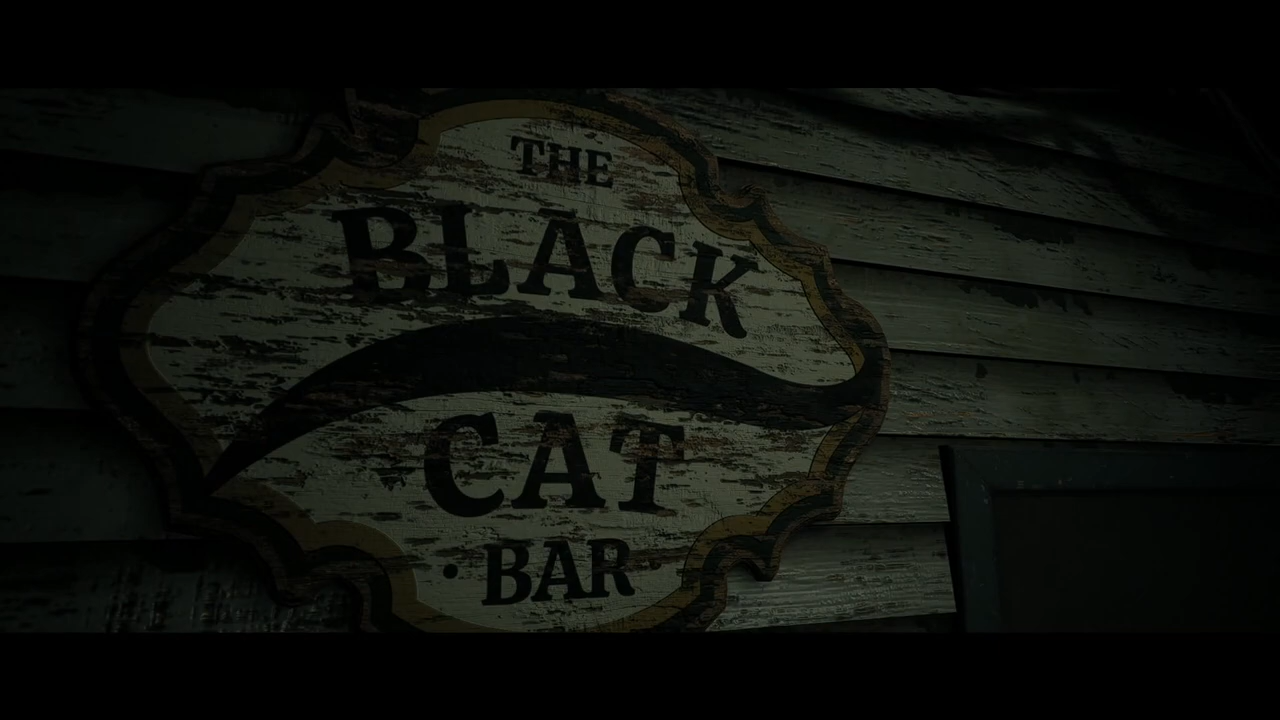 THE
BLACK
CAT
· BAR ·